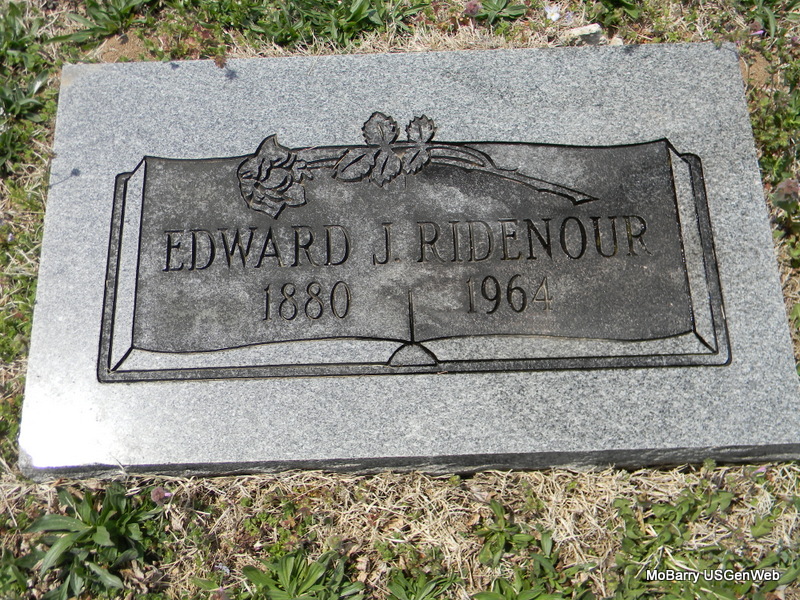 EDWARD J. RIDENOUR
1880 1964
MoBarry USGenWeb